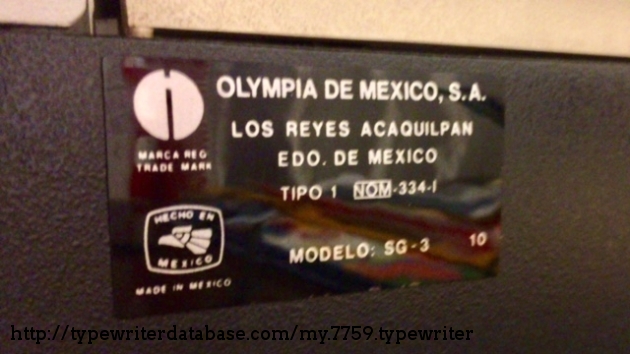 OLYMPIA DE MEXICO, S.A.
LOS REYES ACAQUILPAN
EDO. DE MEXICO
MARCA REG
TRADE MARK
TIPO 1 NOM-334-I
HECHO EN
MEXICO
MADE IN MEXICO
MODELO: SG-3 10
http://typewriterdatabase.com/my.7759.typewriter